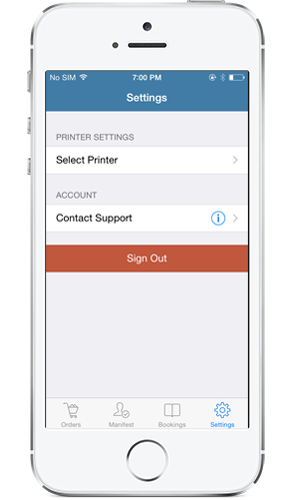 No SIM 7:00 PM
Settings
PRINTER SETTINGS
Select Printer
ACCOUNT
Contact Support
Sign Out
Orders Manifest Bookings Settings